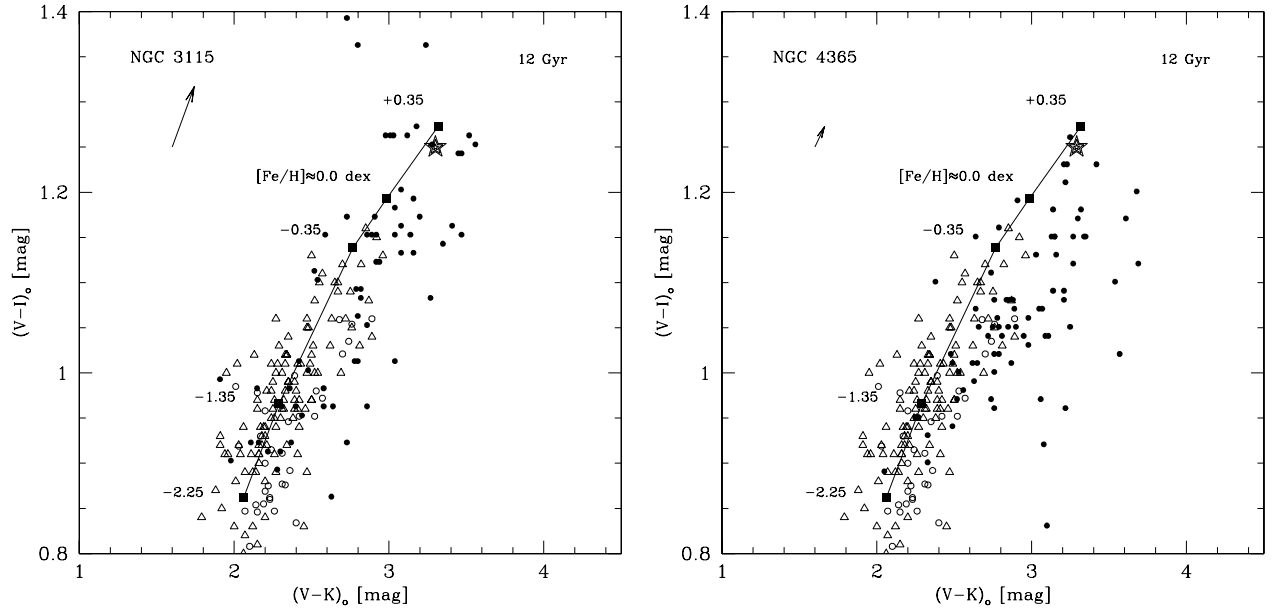 1.4
NGC 3115
12 Gyr
+0.35
[Fe/H]≈0.0 dex
1.2
−0.35
(V−I)ₒ [mag]
1
−1.35
−2.25
0.8
1
2
3
4
(V−K)ₒ [mag]
1.4
NGC 4365
12 Gyr
+0.35
[Fe/H]≈0.0 dex
1.2
−0.35
(V−I)ₒ [mag]
1
−1.35
−2.25
0.8
1
2
3
4
(V−K)ₒ [mag]